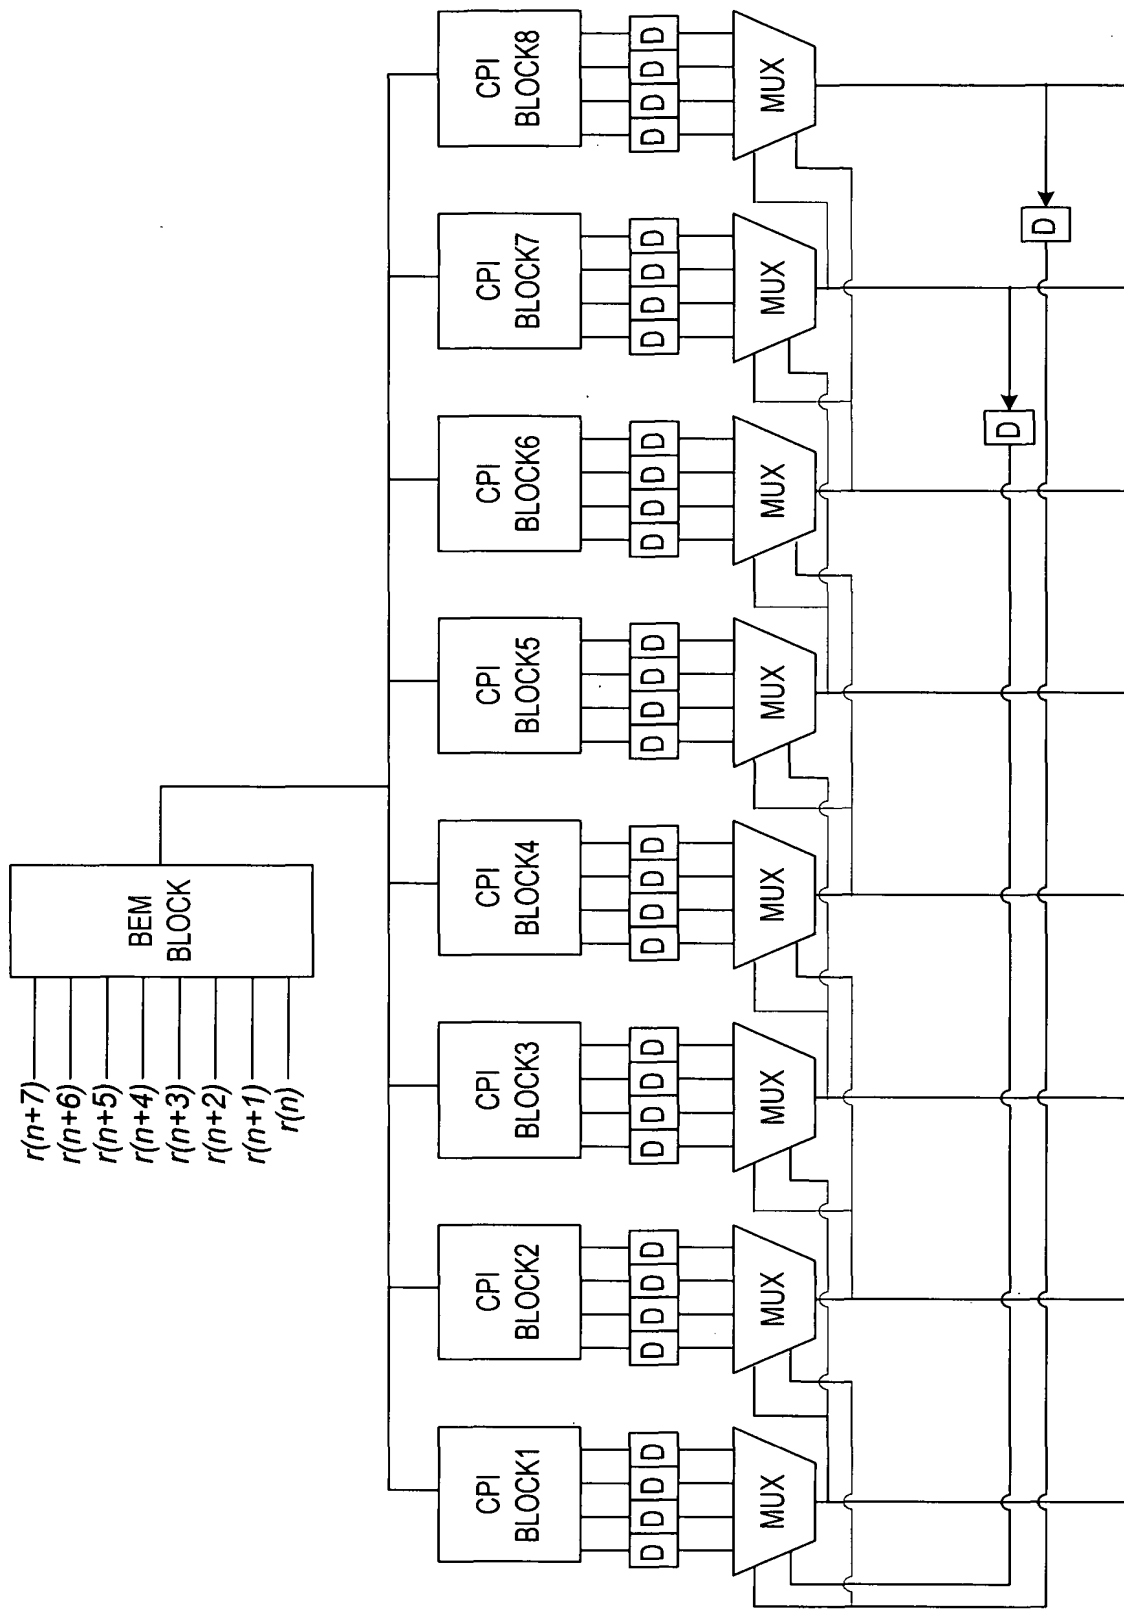 r(n+7)
r(n+6)
r(n+5)
r(n+4)
r(n+3)
r(n+2)
r(n+1)
r(n)
BEM
BLOCK
CPI
BLOCK1
CPI
BLOCK2
CPI
BLOCK3
CPI
BLOCK4
CPI
BLOCK5
CPI
BLOCK6
CPI
BLOCK7
CPI
BLOCK8
D D D D
D D D D
D D D D
D D D D
D D D D
D D D D
D D D D
D D D D
MUX
MUX
MUX
MUX
MUX
MUX
MUX
MUX
D
D